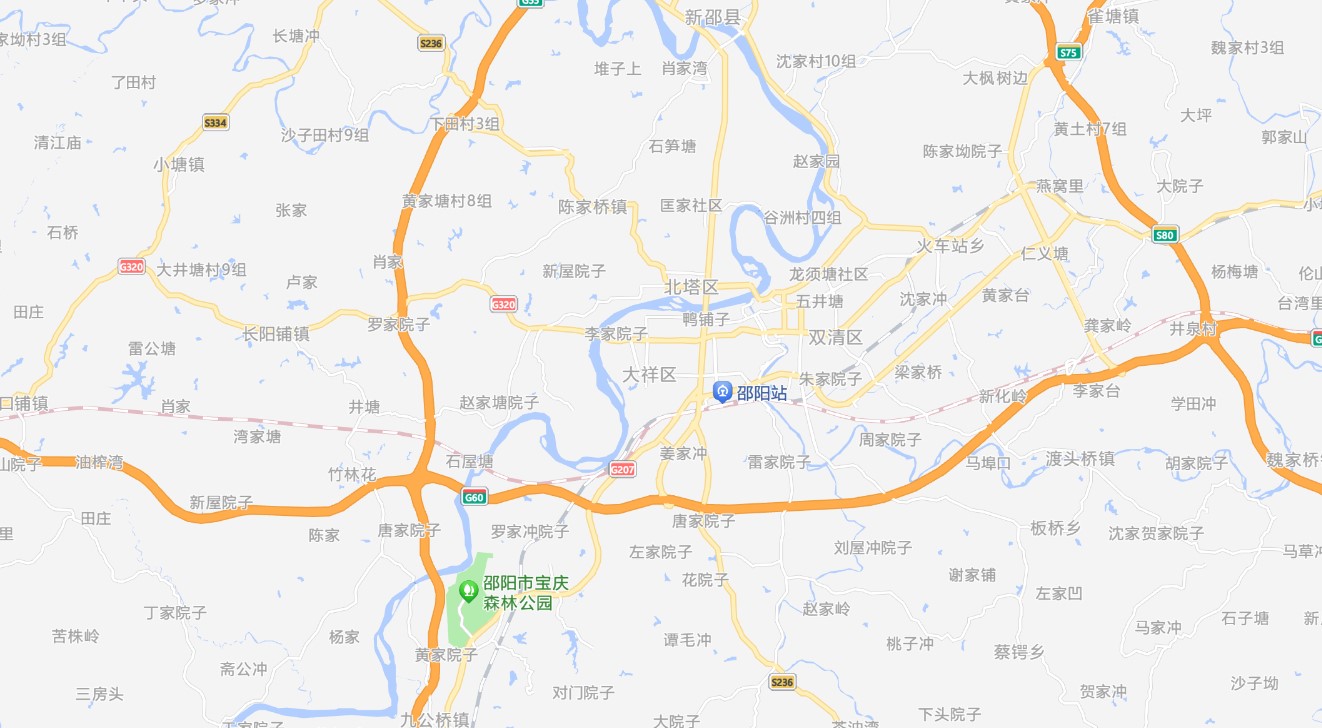 G55
新邵县
雀塘镇
家坳村3组
长塘冲
S236
S75
魏家村3组
了田村
堆子上
肖家湾
沈家村10组
大枫树边
S334
沙子田村9组
下田村3组
黄土村7组
大坪
郭家山
清江庙
小塘镇
石笋塘
赵家园
陈家坳院子
燕窝里
大院子
张家
黄家塘村8组
陈家桥镇
匡家社区
谷洲村四组
石桥
S80
火车站乡
仁义塘
G320
大井塘村9组
肖家
新屋院子
龙须塘社区
杨梅塘
卢家
北塔区
五井塘
沈家冲
黄家台
台湾里
田庄
G320
长阳铺镇
罗家院子
李家院子
鸭铺子
双清区
龚家岭
井泉村
雷公塘
大祥区
朱家院子
梁家桥
邵阳站
新化岭
李家台
口铺镇
肖家
井塘
赵家塘院子
学田冲
湾家塘
姜家冲
周家院子
山院子
油榨湾
竹林花
石屋塘
G207
雷家院子
马埠口
渡头桥镇
胡家院子
魏家桥镇
新屋院子
G60
田庄
陈家
唐家院子
罗家冲院子
唐家院子
板桥乡
沈家贺家院子
里
左家院子
刘屋冲院子
马草冲
邵阳市宝庆
森林公园
花院子
谢家铺
左家凹
丁家院子
赵家岭
石子塘
苦株岭
杨家
谭毛冲
桃子冲
马家冲
黄家院子
蔡锷乡
斋公冲
S236
三房头
对门院子
贺家冲
沙子坳
九公桥镇
大院子
下头院子